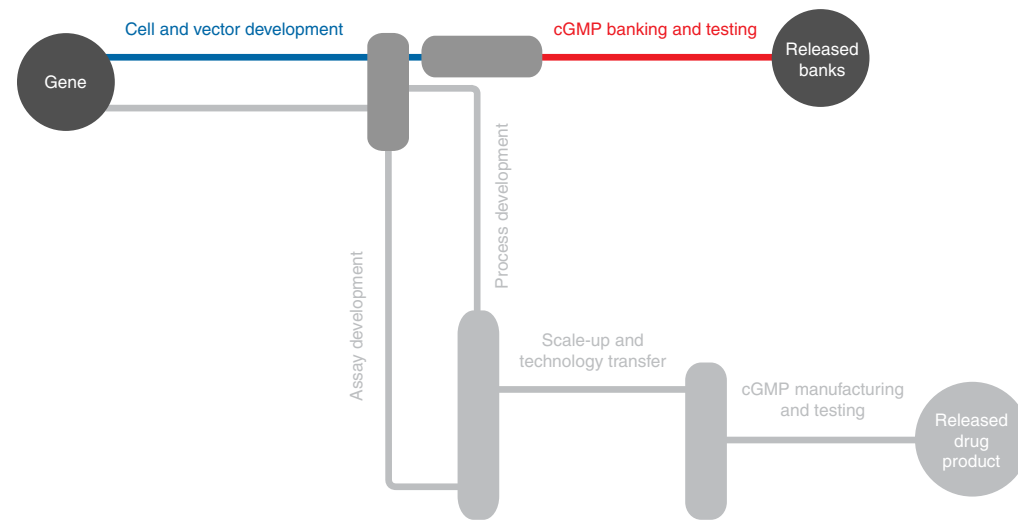 Cell and vector development
cGMP banking and testing
Gene
Released
banks
Process development
Assay development
Scale-up and
technology transfer
cGMP manufacturing
and testing
Released
drug
product